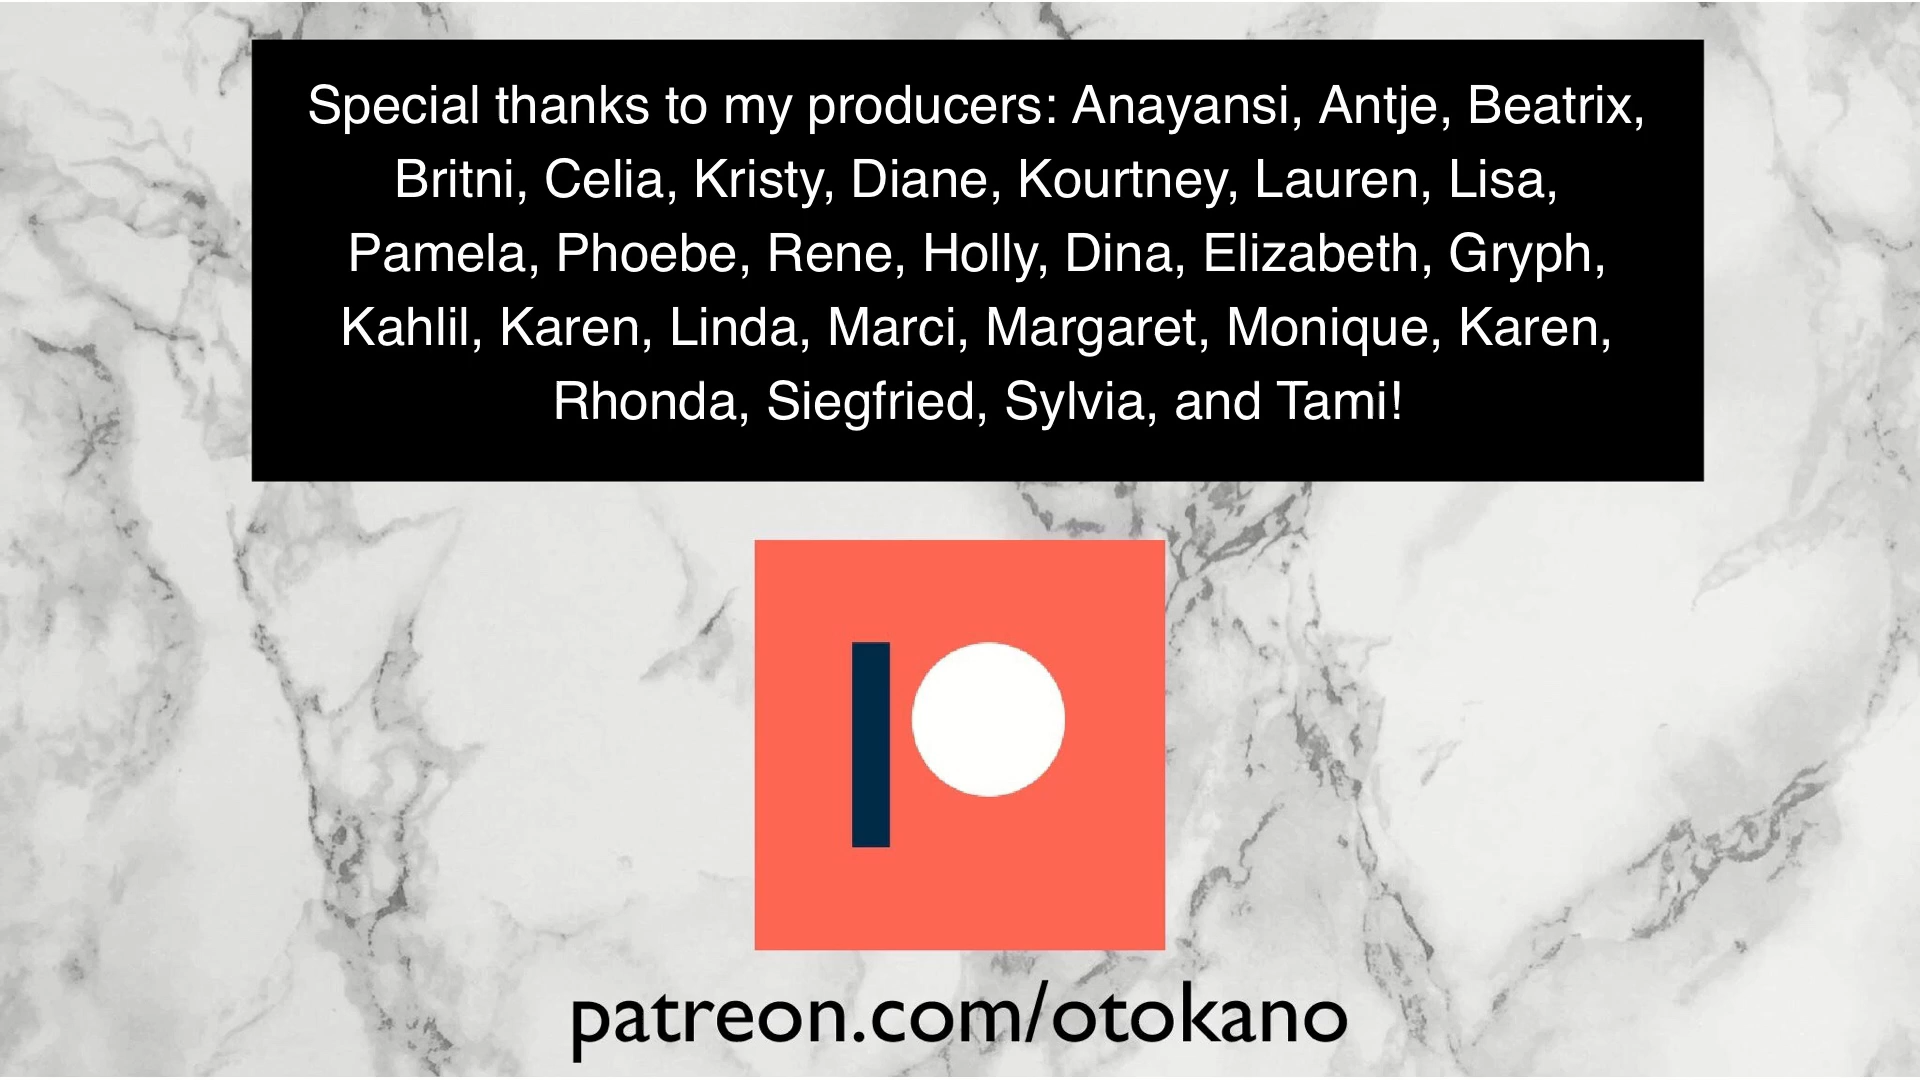 Special thanks to my producers: Anayansi, Antje, Beatrix,
Britni, Celia, Kristy, Diane, Kourtney, Lauren, Lisa,
Pamela, Phoebe, Rene, Holly, Dina, Elizabeth, Gryph,
Kahlil, Karen, Linda, Marci, Margaret, Monique, Karen,
Rhonda, Siegfried, Sylvia, and Tami!
patreon.com/otokano